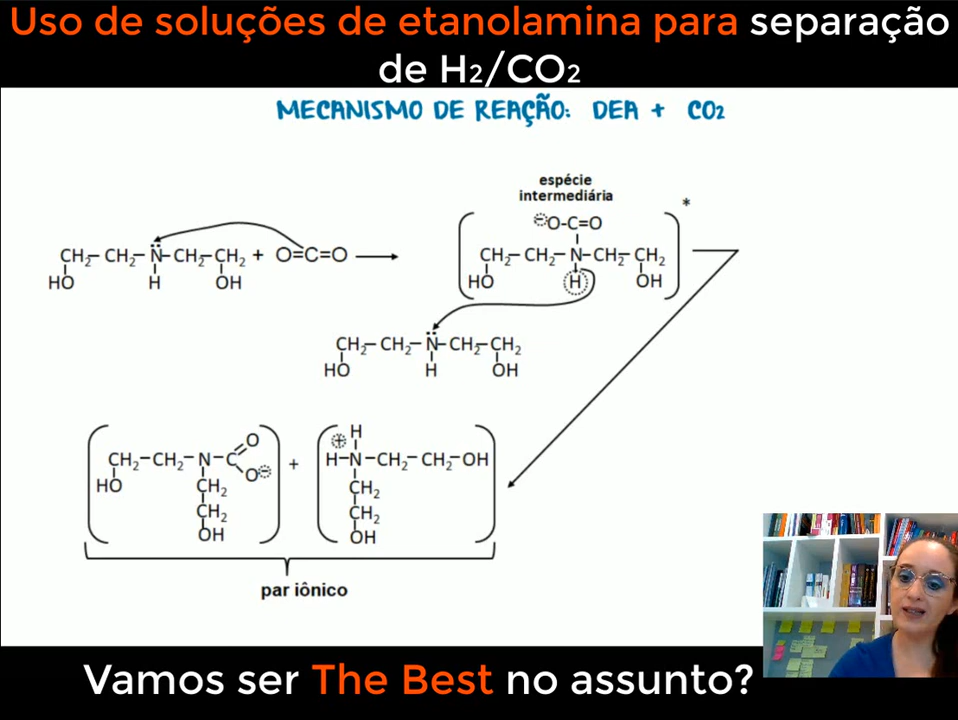 Uso de soluções de etanolamina para separação
de H2/CO2
MECANISMO DE REAÇÃO: DEA + CO2
espécie
intermediária
*
⊖O-C=O
CH2-CH2-N̈-CH2-CH2 + O=C=O
CH2-CH2-N-CH2-CH2
HO H OH
HO H OH
CH2-CH2-N̈-CH2-CH2
HO H OH
O
CH2-CH2-N-C
O⊖
HO CH2
CH2
OH
+
⊕ H
H-N-CH2-CH2-OH
CH2
CH2
OH
par iônico
Vamos ser The Best no assunto?